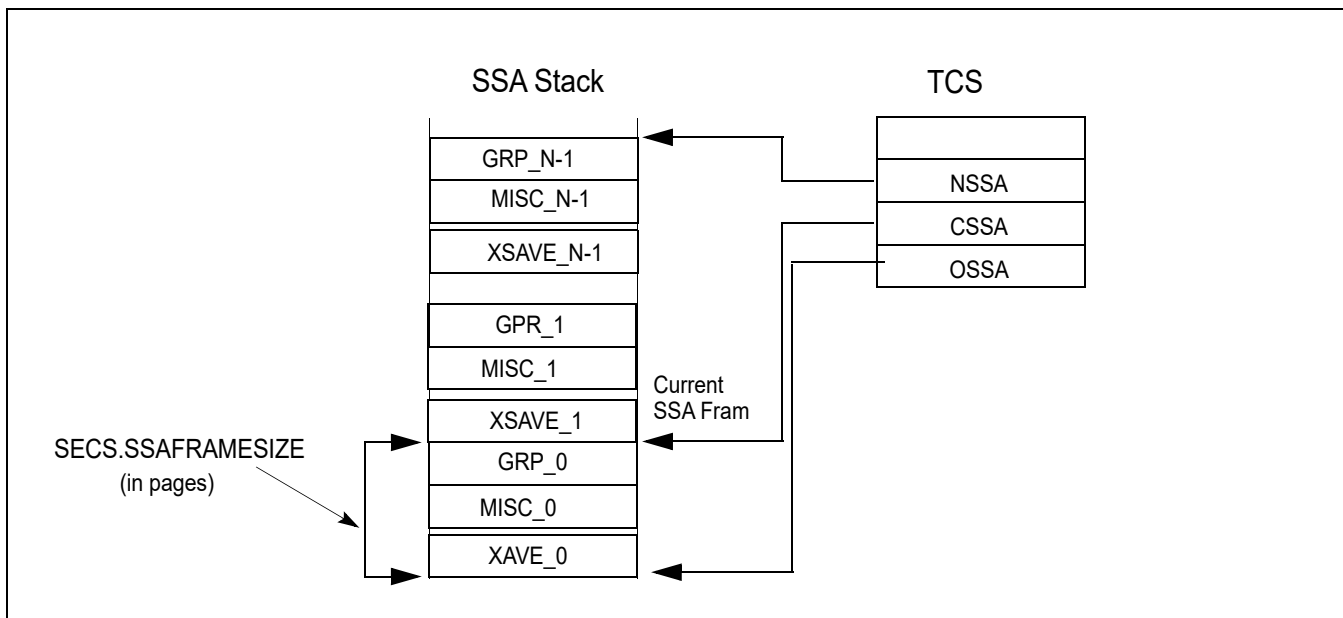 SSA Stack
TCS
GRP_N-1
MISC_N-1
XSAVE_N-1
GPR_1
MISC_1
XSAVE_1
GRP_0
MISC_0
XAVE_0
NSSA
CSSA
OSSA
Current
SSA Fram
SECS.SSAFRAMESIZE
(in pages)